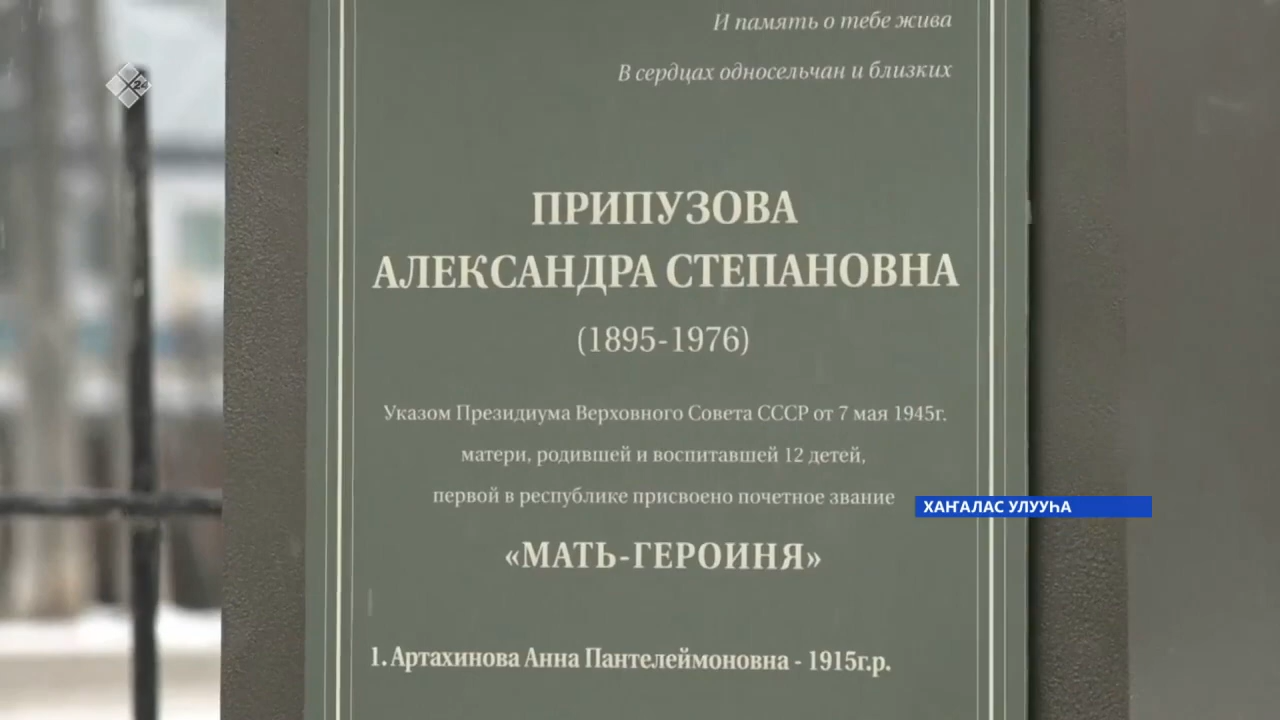 И память о тебе жива
В сердцах односельчан и близких
ПРИПУЗОВА
АЛЕКСАНДРА СТЕПАНОВНА
(1895-1976)
Указом Президиума Верховного Совета СССР от 7 мая 1945г.
матери, родившей и воспитавшей 12 детей,
первой в республике присвоено почетное звание
ХАҤАЛАС УЛУУҺА
«МАТЬ-ГЕРОИНЯ»
1. Артахинова Анна Пантелеймоновна - 1915г.р.
X24